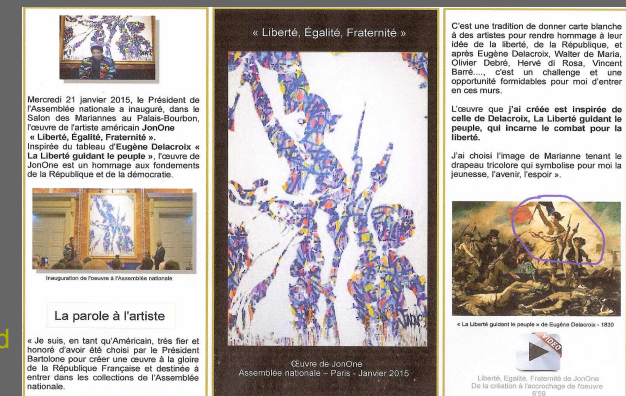 Mercredi 21 janvier 2015, le Président de
l'Assemblée nationale a inauguré, dans le
Salon des Mariannes au Palais-Bourbon,
l'œuvre de l'artiste américain JonOne
« Liberté, Égalité, Fraternité ».
Inspirée du tableau d'Eugène Delacroix «
La Liberté guidant le peuple », l'œuvre de
JonOne est un hommage aux fondements
de la République et de la démocratie.
Inauguration de l'oeuvre à l'Assemblée nationale
La parole à l'artiste
« Je suis, en tant qu'Américain, très fier et
honoré d'avoir été choisi par le Président
Bartolone pour créer une œuvre à la gloire
de la République Française et destinée à
entrer dans les collections de l'Assemblée
nationale.
d
« Liberté, Égalité, Fraternité »
JonOne
Œuvre de JonOne
Assemblée nationale – Paris - Janvier 2015
C'est une tradition de donner carte blanche
à des artistes pour rendre hommage à leur
idée de la liberté, de la République, et
après Eugène Delacroix, Walter de Maria,
Olivier Debré, Hervé di Rosa, Vincent
Barré...., c'est un challenge et une
opportunité formidables pour moi d'entrer
en ces murs.
L'œuvre que j'ai créée est inspirée de
celle de Delacroix, La Liberté guidant le
peuple, qui incarne le combat pour la
liberté.
J'ai choisi l'image de Marianne tenant le
drapeau tricolore qui symbolise pour moi la
jeunesse, l'avenir, l'espoir ».
« La Liberté guidant le peuple » de Eugène Delacroix - 1830
VIDEO
Liberté, Egalité, Fraternité de JonOne
De la création à l'accrochage de l'oeuvre
6'59